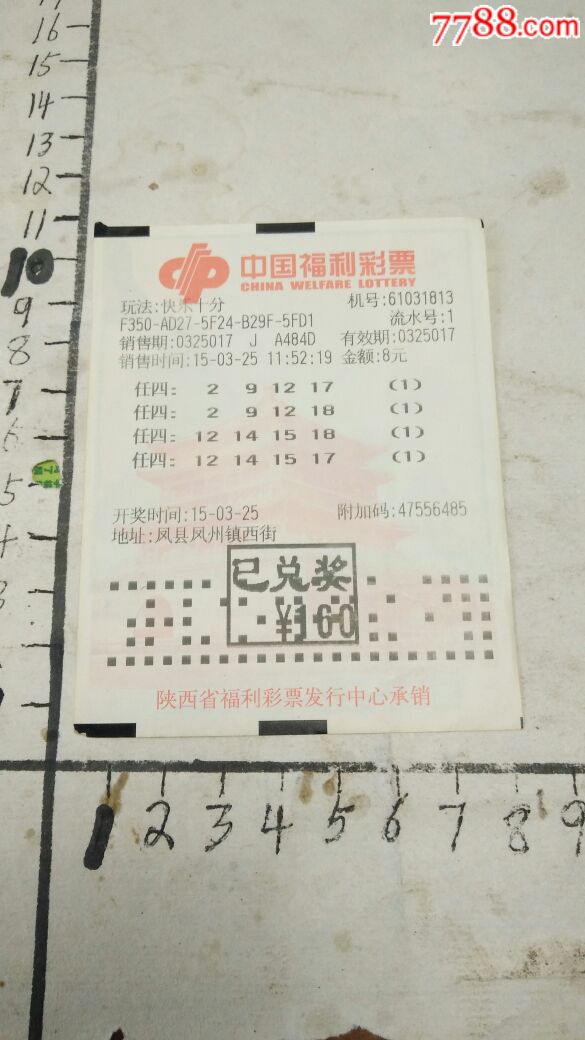 7788.com
17
16
15
14
13
12
11
10
9
8
7
6
5
4
3
中国福利彩票
CHINA WELFARE LOTTERY
玩法:快乐十分 机号:61031813
F350-AD27-5F24-B29F-5FD1 流水号:1
销售期:0325017 J A484D 有效期:0325017
销售时间:15-03-25 11:52:19 金额:8元
任四: 2 9 12 17 (1)
任四: 2 9 12 18 (1)
任四: 12 14 15 18 (1)
任四: 12 14 15 17 (1)
开奖时间:15-03-25 附加码:47556485
地址:凤县凤州镇西街
已兑奖
¥160
陕西省福利彩票发行中心承销
1 2 3 4 5 6 7 8 9